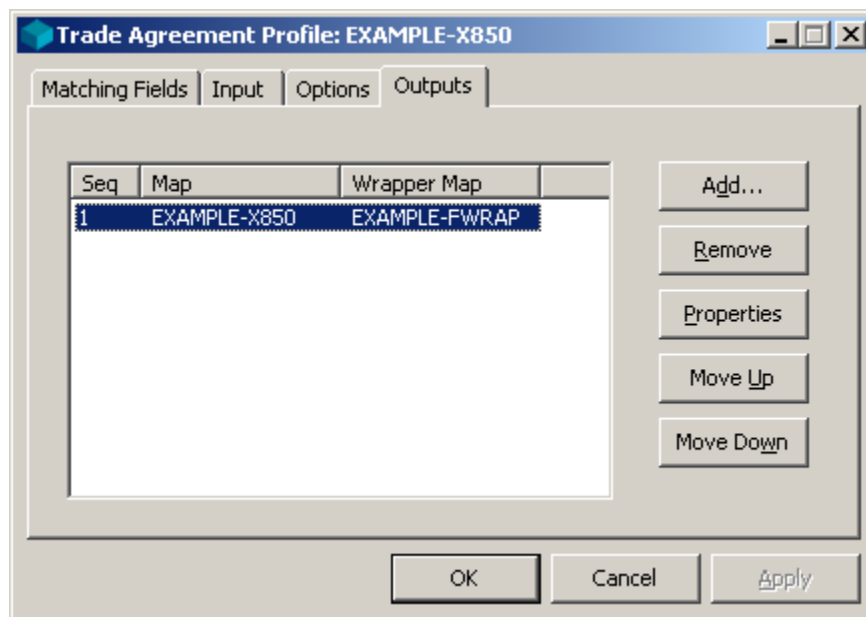 Trade Agreement Profile: EXAMPLE-X850
Matching Fields Input Options Outputs
Seq Map Wrapper Map
1 EXAMPLE-X850 EXAMPLE-FWRAP
Add...
Remove
Properties
Move Up
Move Down
OK Cancel Apply